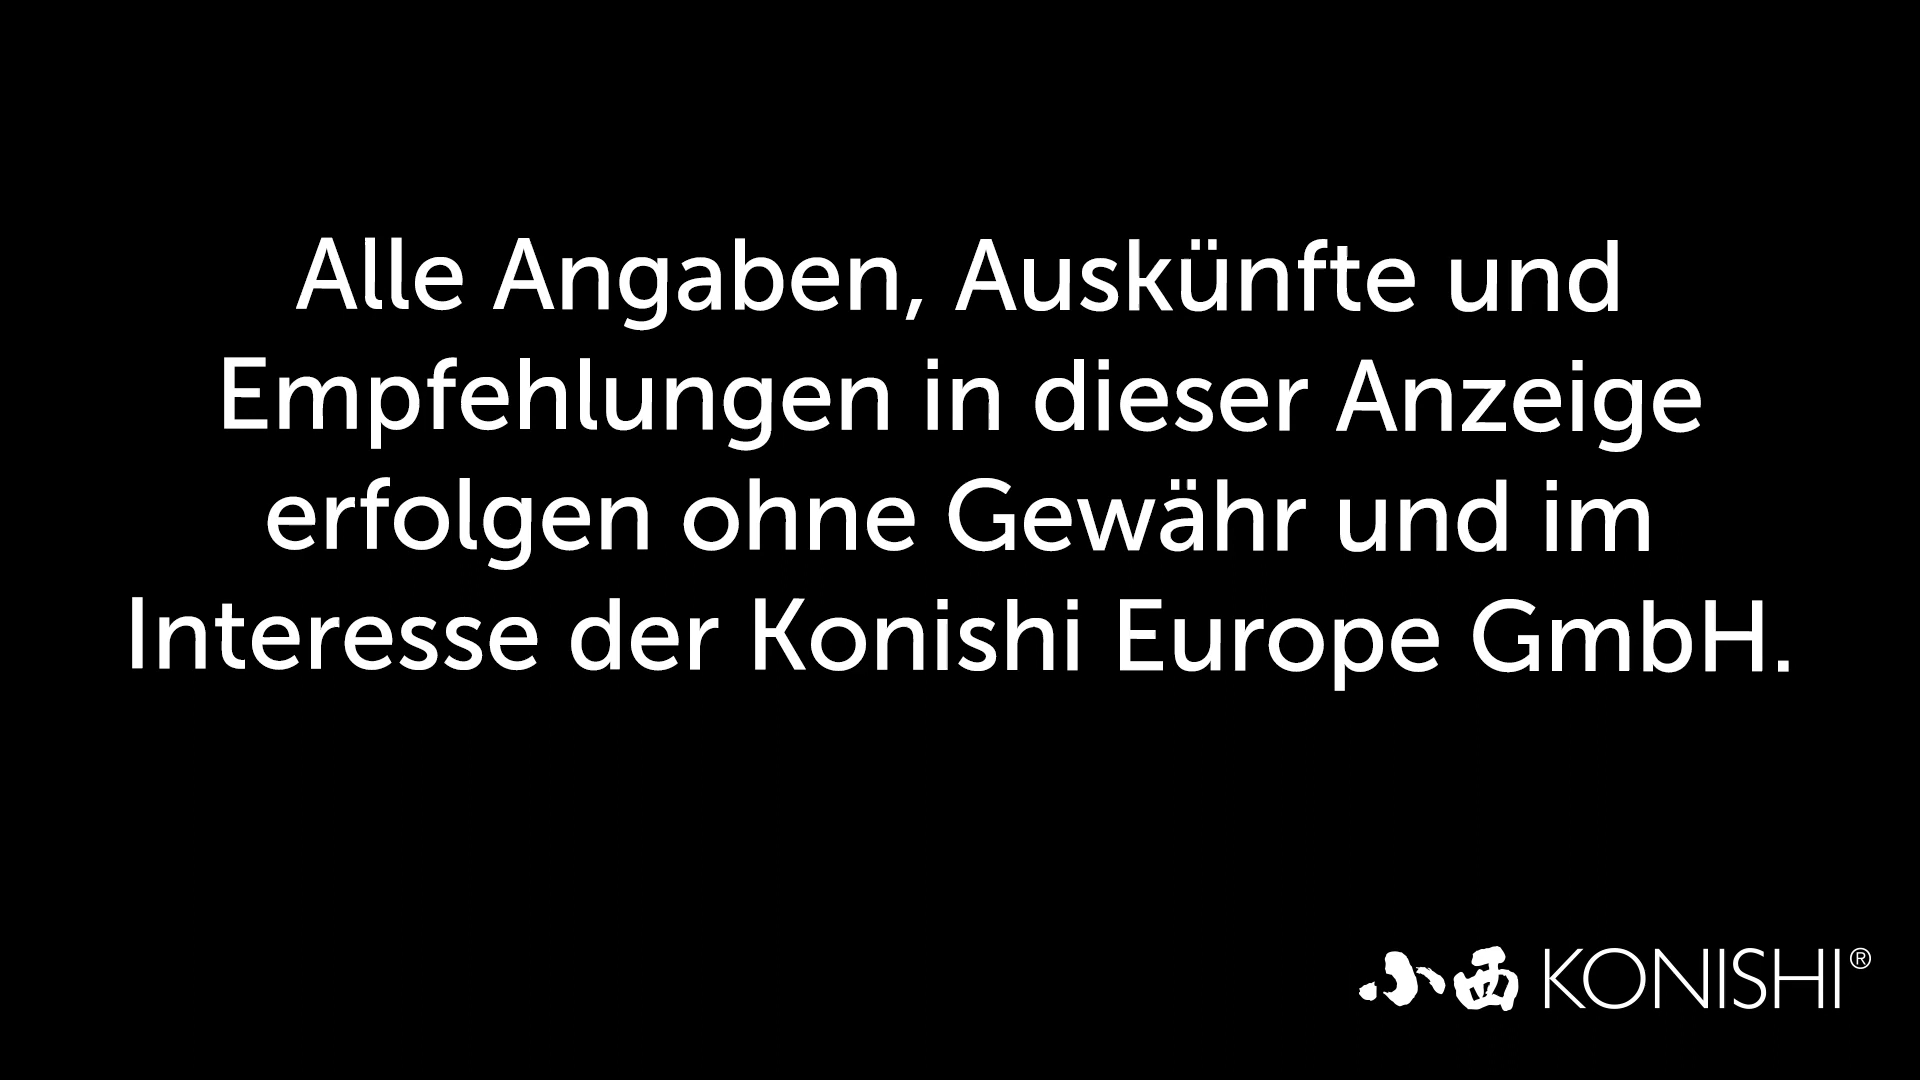 Alle Angaben, Auskünfte und
Empfehlungen in dieser Anzeige
erfolgen ohne Gewähr und im
Interesse der Konishi Europe GmbH.
小西 KONISHI®